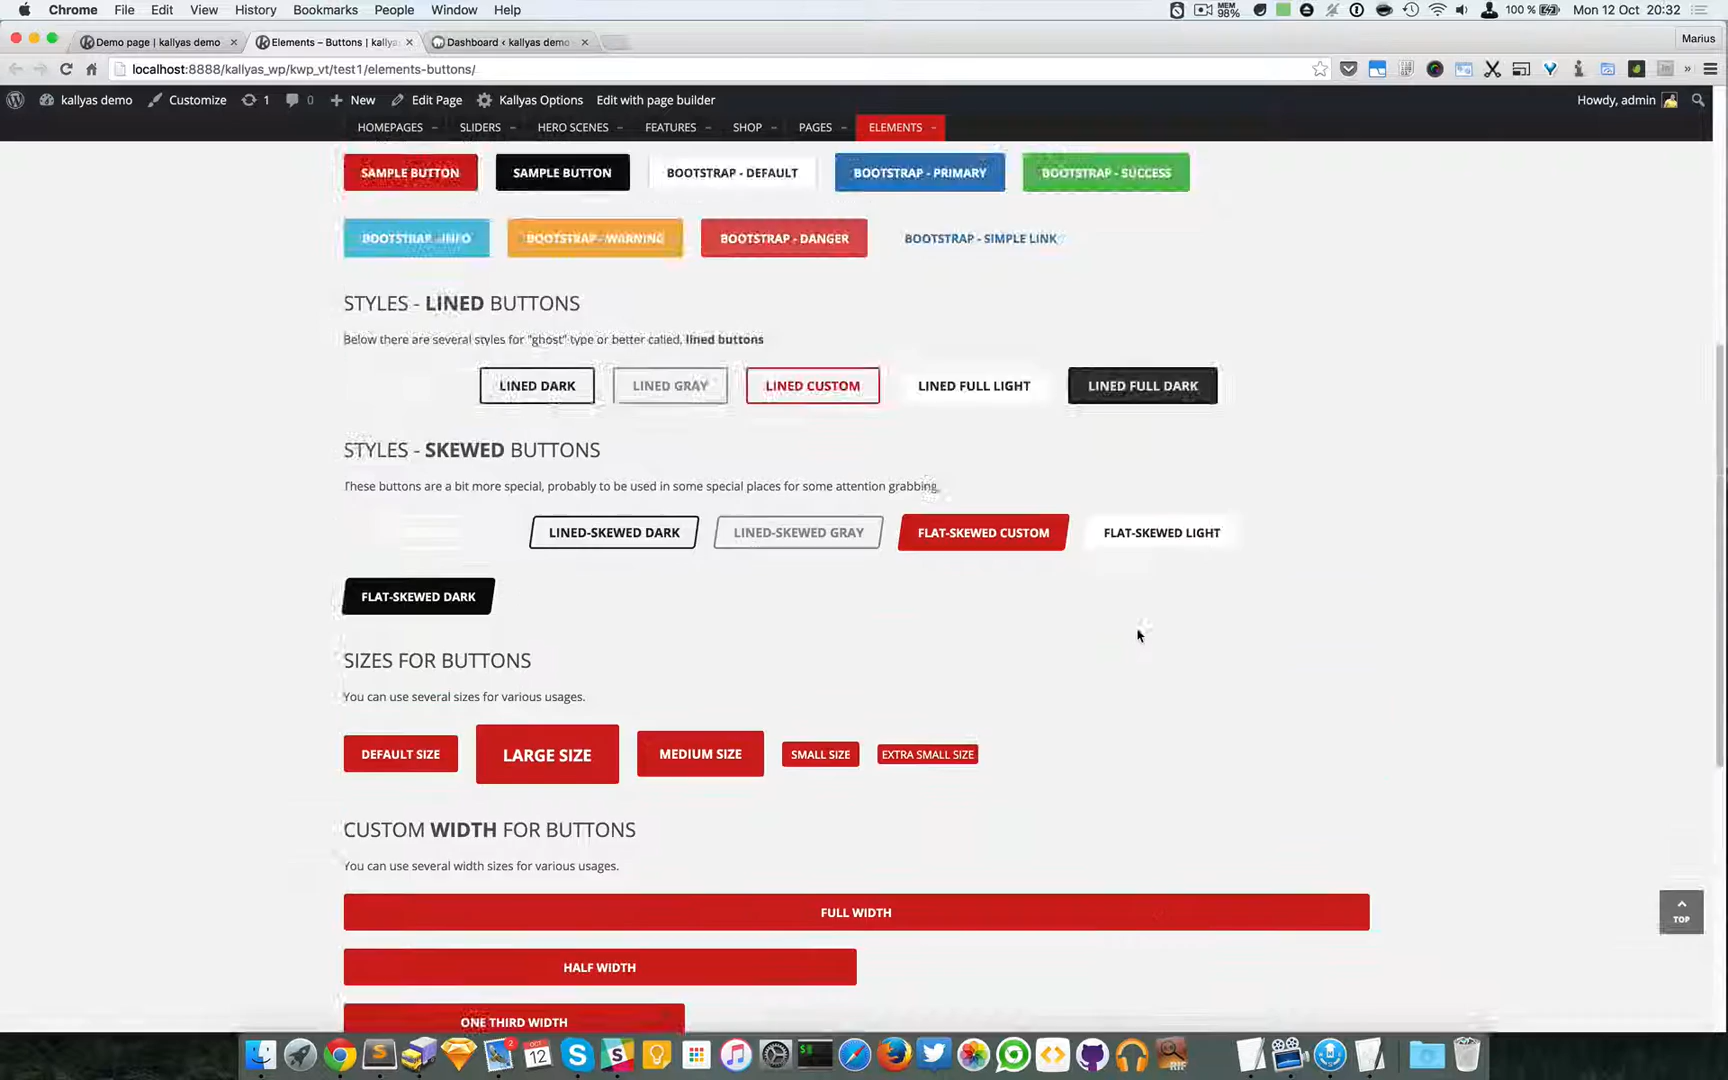 Chrome File Edit View History Bookmarks People Window Help MEM 98% 100 % Mon 12 Oct 20:32
Demo page | kallyas demo Elements – Buttons | kallya Dashboard ‹ kallyas demo Marius
localhost:8888/kallyas_wp/kwp_vt/test1/elements-buttons/
kallyas demo Customize 1 0 New Edit Page Kallyas Options Edit with page builder Howdy, admin
HOMEPAGES SLIDERS HERO SCENES FEATURES SHOP PAGES ELEMENTS
SAMPLE BUTTON SAMPLE BUTTON BOOTSTRAP - DEFAULT BOOTSTRAP - PRIMARY BOOTSTRAP - SUCCESS
BOOTSTRAP - INFO BOOTSTRAP - WARNING BOOTSTRAP - DANGER BOOTSTRAP - SIMPLE LINK
STYLES - LINED BUTTONS
Below there are several styles for "ghost" type or better called, lined buttons
LINED DARK LINED GRAY LINED CUSTOM LINED FULL LIGHT LINED FULL DARK
STYLES - SKEWED BUTTONS
These buttons are a bit more special, probably to be used in some special places for some attention grabbing.
LINED-SKEWED DARK LINED-SKEWED GRAY FLAT-SKEWED CUSTOM FLAT-SKEWED LIGHT
FLAT-SKEWED DARK
SIZES FOR BUTTONS
You can use several sizes for various usages.
DEFAULT SIZE LARGE SIZE MEDIUM SIZE SMALL SIZE EXTRA SMALL SIZE
CUSTOM WIDTH FOR BUTTONS
You can use several width sizes for various usages.
FULL WIDTH
TOP
HALF WIDTH
ONE THIRD WIDTH
2 OCT 12 RIF